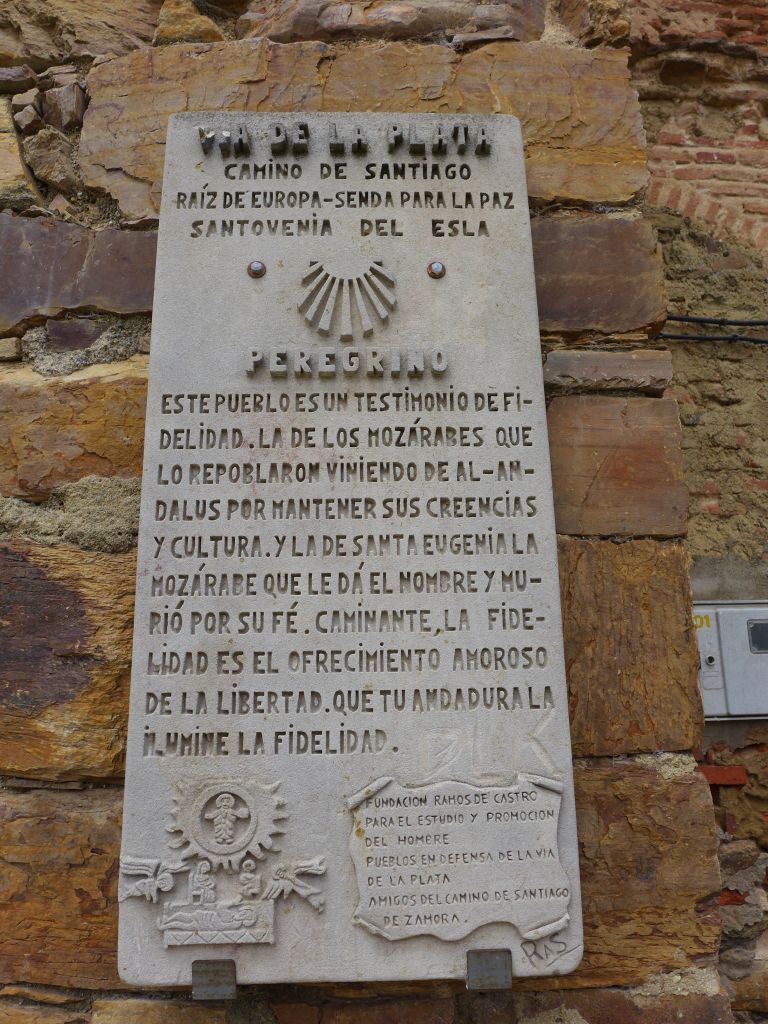 VIA DE LA PLATA
CAMINO DE SANTIAGO
RAÍZ DE EUROPA-SENDA PARA LA PAZ
SANTOVENIA DEL ESLA
PEREGRINO
ESTE PUEBLO ES UN TESTIMONIO DE FI-
DELIDAD. LA DE LOS MOZÁRABES QUE
LO REPOBLARON VINIENDO DE AL-AN-
DALUS POR MANTENER SUS CREENCIAS
Y CULTURA. Y LA DE SANTA EUGENIA LA
MOZÁRABE QUE LE DÁ EL NOMBRE Y MU-
RIÓ POR SU FÉ. CAMINANTE, LA FIDE-
LIDAD ES EL OFRECIMIENTO AMOROSO
DE LA LIBERTAD. QUE TU ANDADURA LA
ILUMINE LA FIDELIDAD.
FUNDACION RAMOS DE CASTRO
PARA EL ESTUDIO Y PROMOCION
DEL HOMBRE
PUEBLOS EN DEFENSA DE LA VIA
DE LA PLATA
AMIGOS DEL CAMINO DE SANTIAGO
DE ZAMORA.
RAS
01